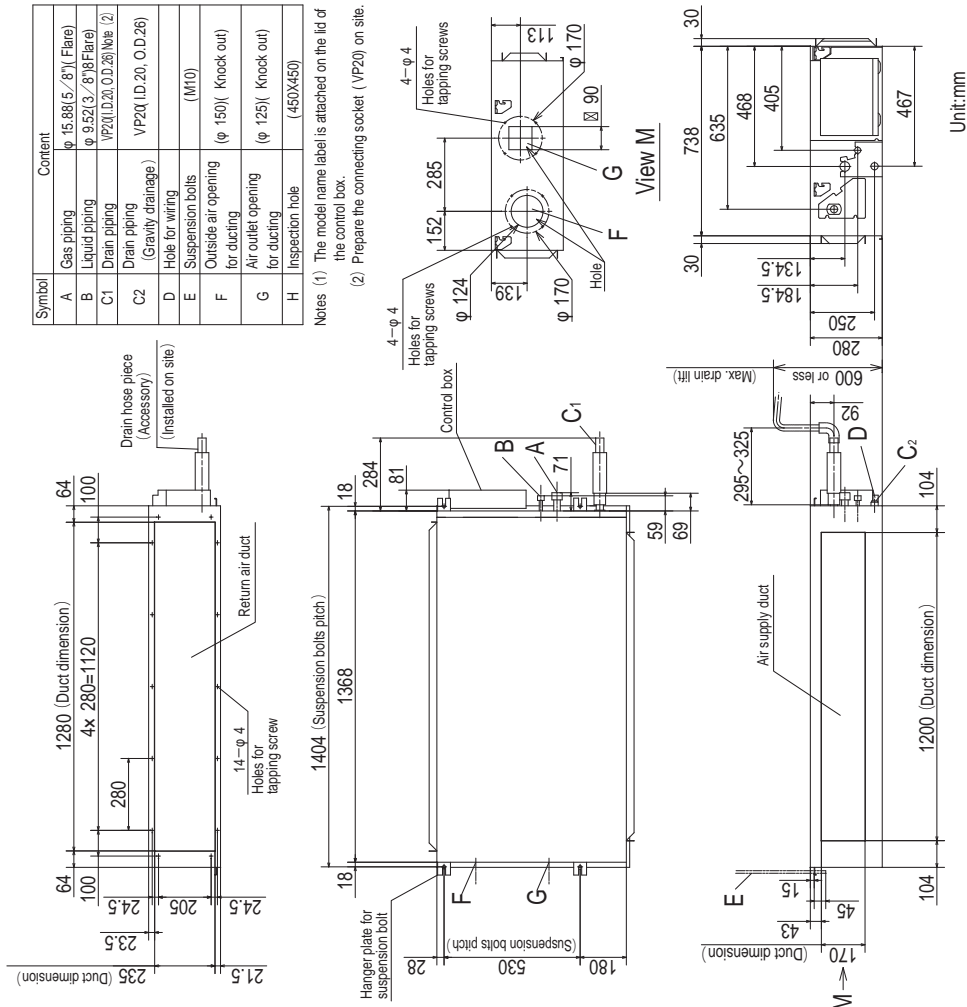 Symbol Content
A Gas piping φ 15.88(5／8")( Flare)
B Liquid piping φ 9.52(3／8")8Flare)
C1 Drain piping VP20(I.D.20, O.D.26)Note (2)
C2 Drain piping (Gravity drainage) VP20(I.D.20, O.D.26)
D Hole for wiring
E Suspension bolts (M10)
F Outside air opening for ducting (φ 150)( Knock out)
G Air outlet opening for ducting (φ 125)( Knock out)
H Inspection hole (450X450)
Notes (1) The model name label is attached on the lid of
the control box.
(2) Prepare the connecting socket (VP20) on site.
64
1280 (Duct dimension)
64
100
4x 280=1120
100
280
Drain hose piece
(Accessory)
(Installed on site)
Return air duct
14－φ 4
Holes for
tapping screw
24.5
205
24.5
23.5
235 (Duct dimension)
21.5
1404 (Suspension bolts pitch)
18
1368
18
284
81
Control box
B
A
71
C1
59
69
Hanger plate for
suspension bolt
F
G
28
530
(Suspension bolts pitch)
180
4－φ 4
Holes for
tapping screws
152
285
4－φ 4
Holes for
tapping screws
113
φ 170
☒ 90
139
φ 124
φ 170
Hole
F
G
View M
E
15
45
43
170
(Duct dimension)
M
Air supply duct
104
1200 (Duct dimension)
104
295～325
600 or less
(Max. drain lift)
92
D
C2
30
738
30
635
468
405
467
134.5
184.5
250
280
Unit:mm